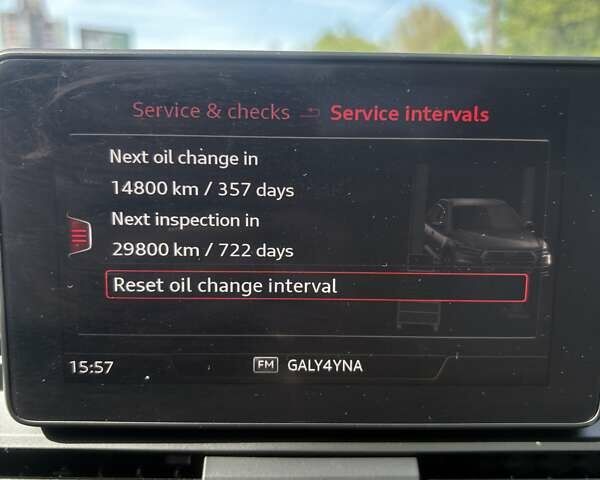 Service & checks Service intervals
Next oil change in
14800 km / 357 days
Next inspection in
29800 km / 722 days
Reset oil change interval
15:57 FM GALY4YNA